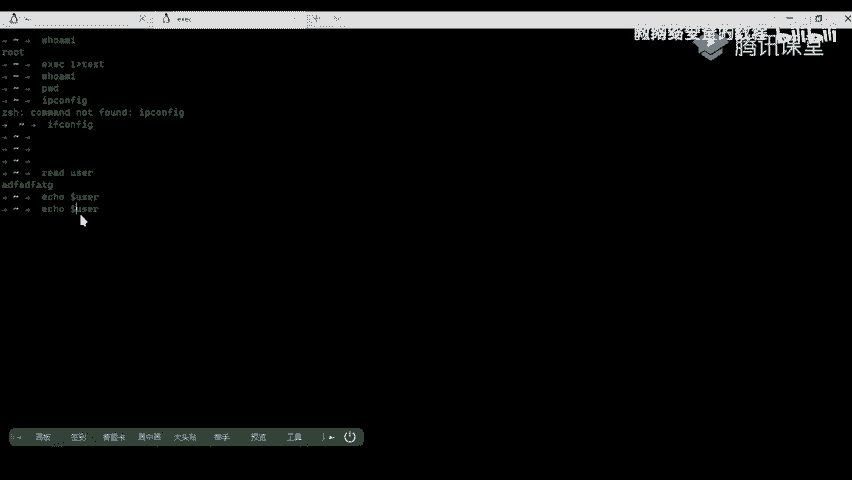 exec
bilibili
腾讯课堂
→ ~ → whoami
root
→ ~ → exec 1>test
→ ~ → whoami
→ ~ → pwd
→ ~ → ipconfig
zsh: command not found: ipconfig
→ ~ → ifconfig
→ ~ →
→ ~ →
→ ~ →
→ ~ → read user
adfadfatg
→ ~ → echo $user
→ ~ → echo $user
画板 签到 答题卡 画中画 大头贴 举手 预览 工具